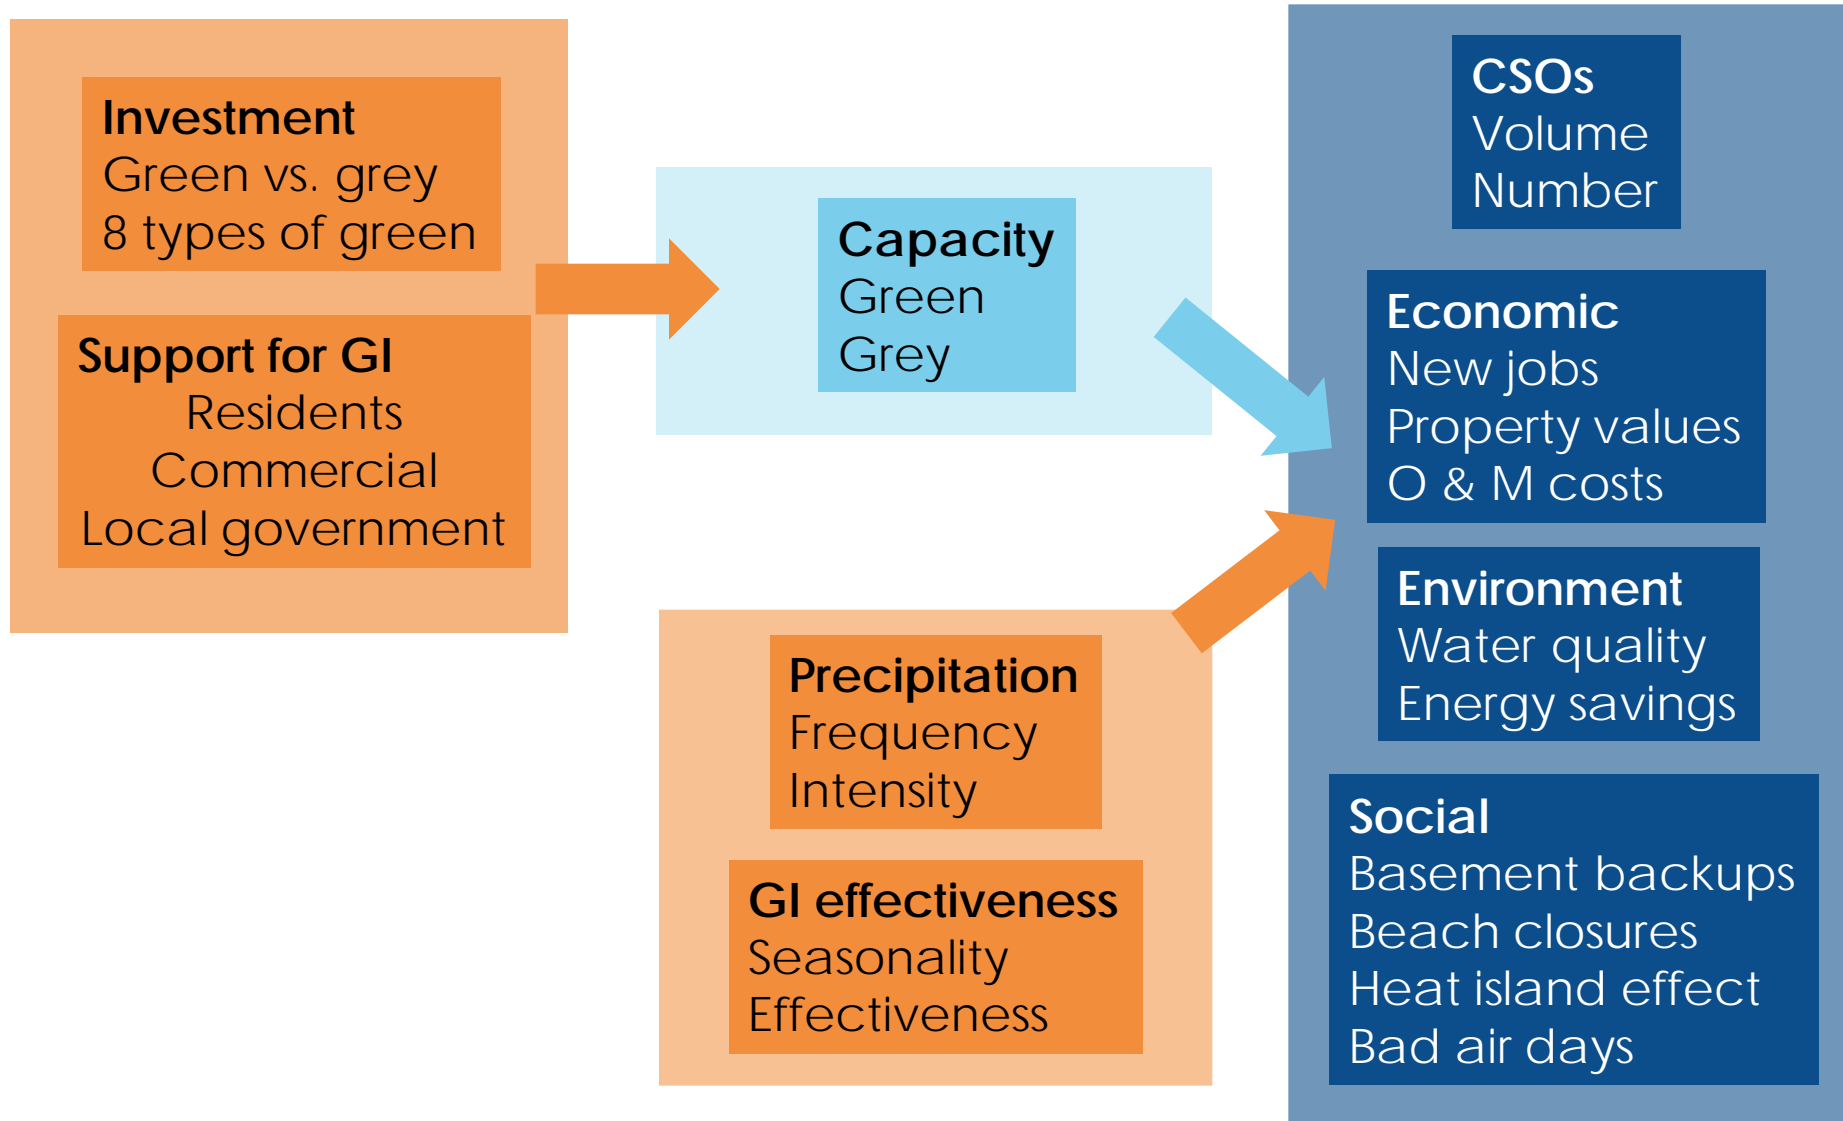 Investment
Green vs. grey
8 types of green
Support for GI
Residents
Commercial
Local government
Capacity
Green
Grey
Precipitation
Frequency
Intensity
GI effectiveness
Seasonality
Effectiveness
CSOs
Volume
Number
Economic
New jobs
Property values
O & M costs
Environment
Water quality
Energy savings
Social
Basement backups
Beach closures
Heat island effect
Bad air days